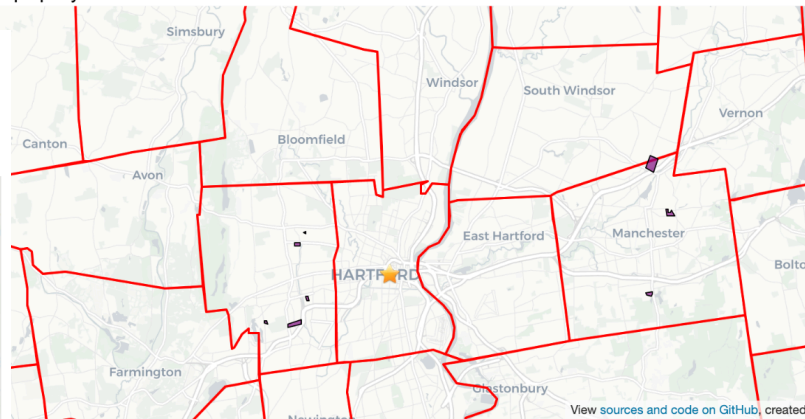 Simsbury
Windsor
South Windsor
Vernon
Bloomfield
Canton
Avon
East Hartford
Manchester
HARTFORD
Farmington
Glastonbury
Newington
View sources and code on GitHub, created